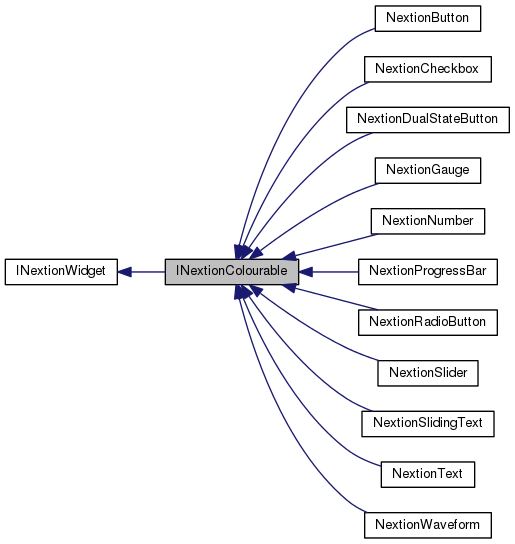 NextionButton
NextionCheckbox
NextionDualStateButton
NextionGauge
NextionNumber
INextionWidget
INextionColourable
NextionProgressBar
NextionRadioButton
NextionSlider
NextionSlidingText
NextionText
NextionWaveform